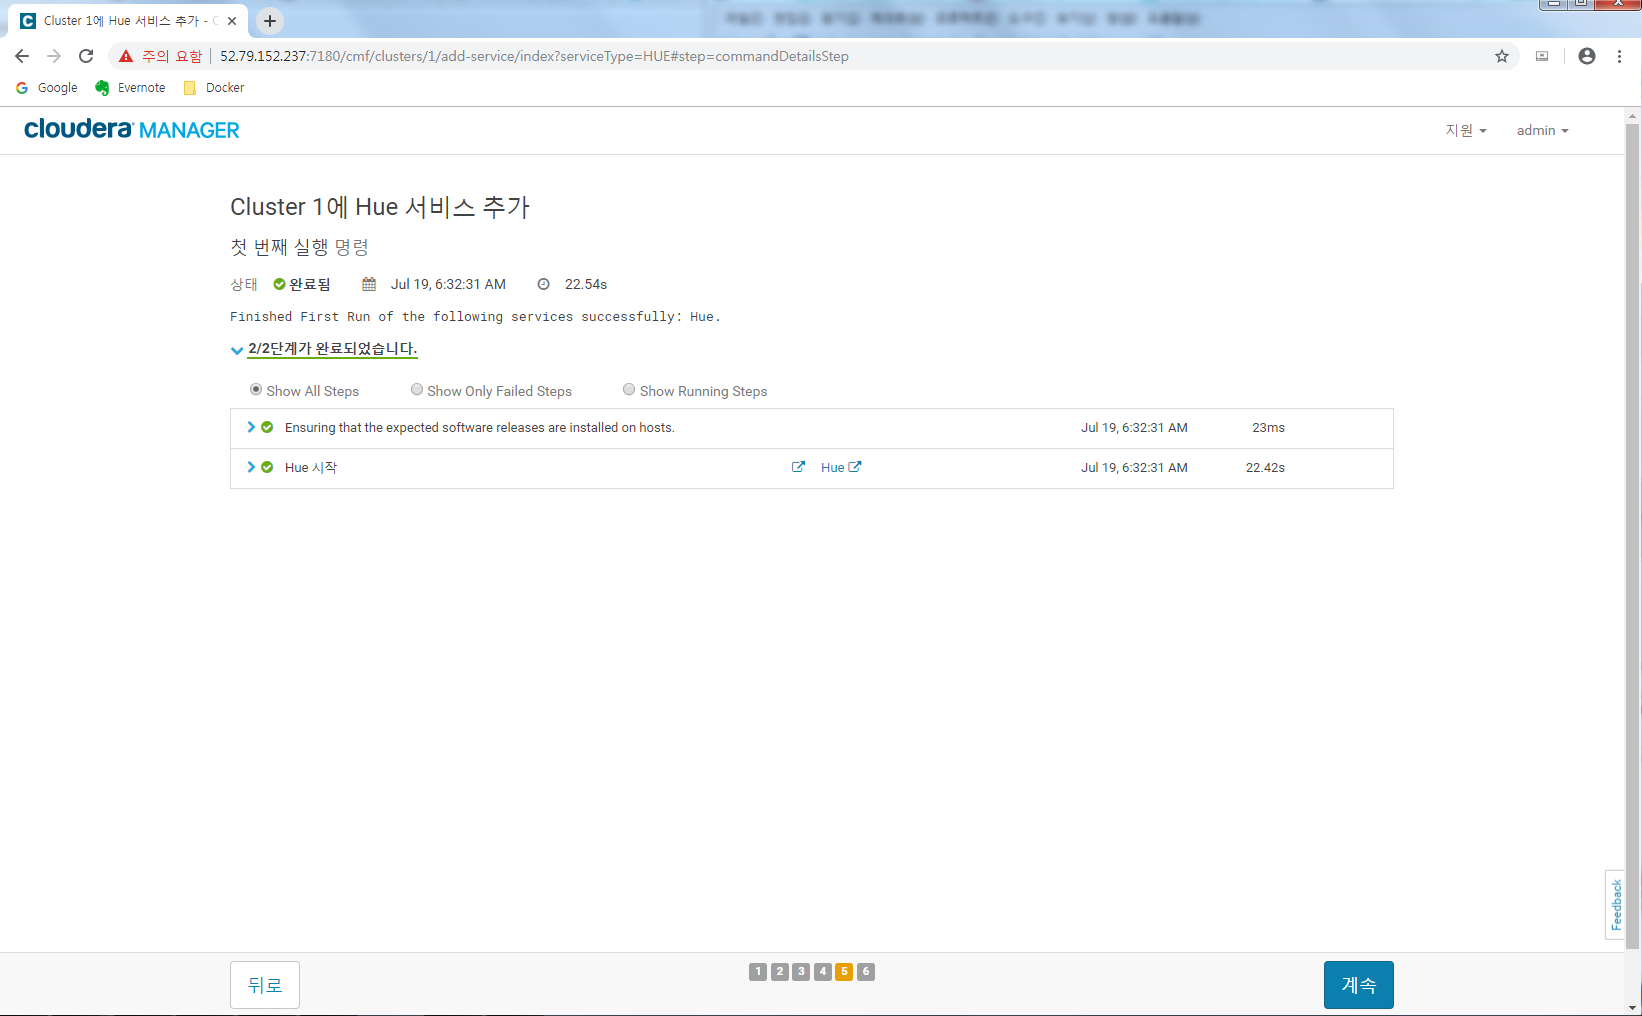 Cluster 1에 Hue 서비스 추가 - C
주의 요함 52.79.152.237:7180/cmf/clusters/1/add-service/index?serviceType=HUE#step=commandDetailsStep
Google Evernote Docker
cloudera MANAGER 지원 admin
Cluster 1에 Hue 서비스 추가
첫 번째 실행 명령
상태 완료됨 Jul 19, 6:32:31 AM 22.54s
Finished First Run of the following services successfully: Hue.
2/2단계가 완료되었습니다.
Show All Steps Show Only Failed Steps Show Running Steps
Ensuring that the expected software releases are installed on hosts. Jul 19, 6:32:31 AM 23ms
Hue 시작 Hue Jul 19, 6:32:31 AM 22.42s
Feedback
뒤로 1 2 3 4 5 6 계속